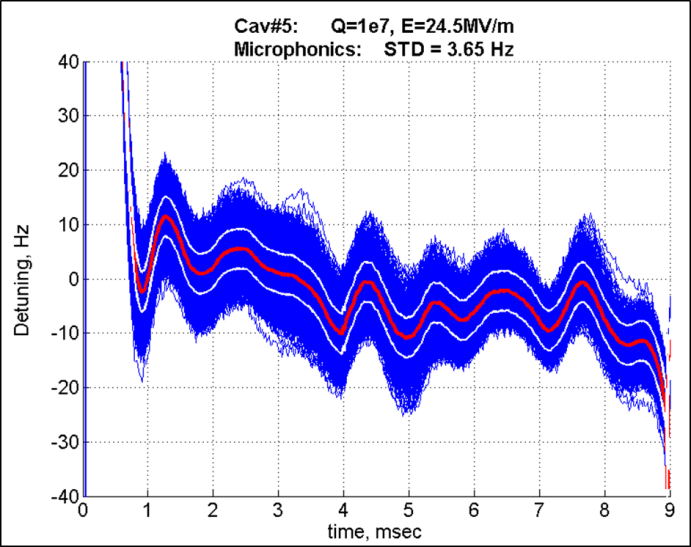 Cav#5: Q=1e7, E=24.5MV/m
Microphonics: STD = 3.65 Hz
40
30
20
10
0
-10
-20
-30
-40
Detuning, Hz
0 1 2 3 4 5 6 7 8 9
time, msec